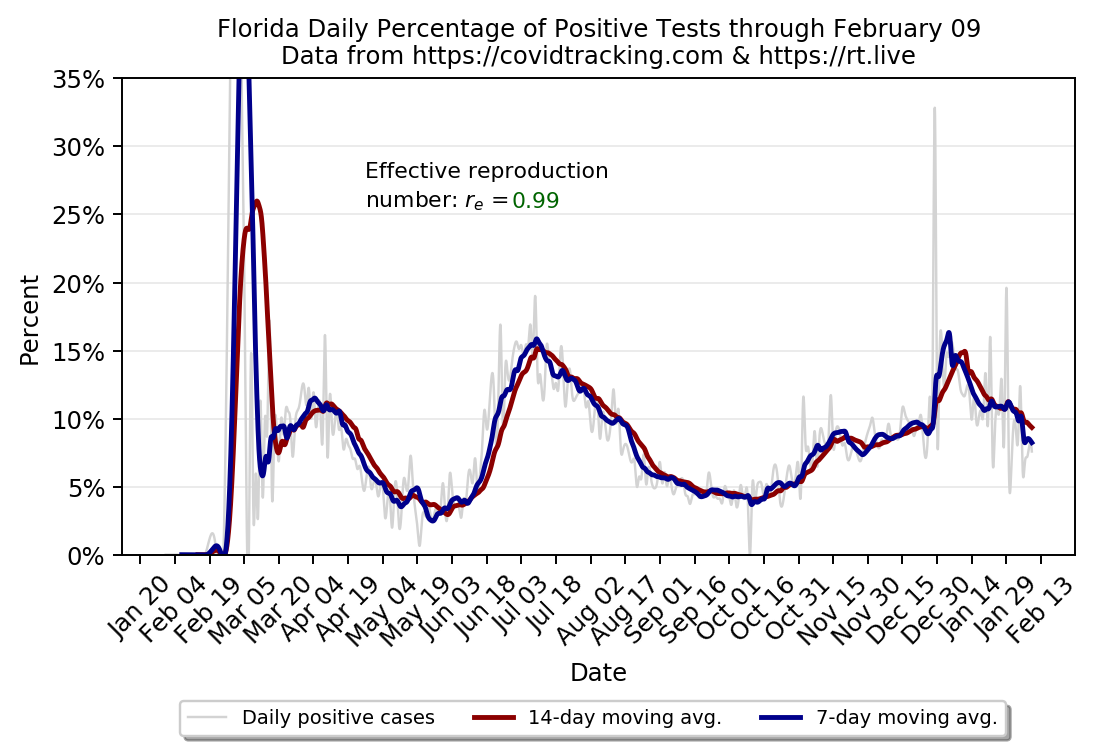 Florida Daily Percentage of Positive Tests through February 09
Data from https://covidtracking.com & https://rt.live
35%
30%
25%
20%
15%
10%
5%
0%
Percent
Effective reproduction
number: rₑ = 0.99
Jan 20
Feb 04
Feb 19
Mar 05
Mar 20
Apr 04
Apr 19
May 04
May 19
Jun 03
Jun 18
Jul 03
Jul 18
Aug 02
Aug 17
Sep 01
Sep 16
Oct 01
Oct 16
Oct 31
Nov 15
Nov 30
Dec 15
Dec 30
Jan 14
Jan 29
Feb 13
Date
Daily positive cases
14-day moving avg.
7-day moving avg.